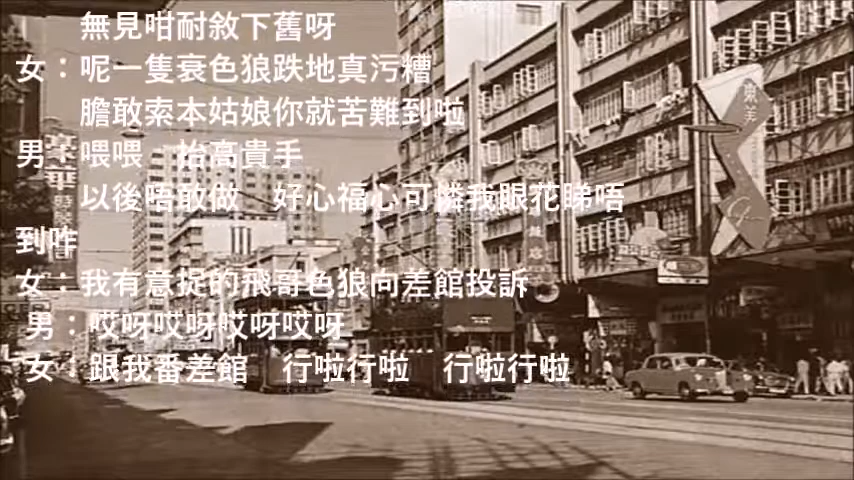 無見咁耐敘下舊呀
女：呢一隻衰色狼跌地真污糟
膽敢索本姑娘你就苦難到啦
男：喂喂　抬高貴手
以後唔敢做　好心福心可憐我眼花睇唔
到咋
女：我有意捉的飛哥色狼向差館投訴
男：哎呀哎呀哎呀哎呀
女：跟我番差館　行啦行啦　行啦行啦